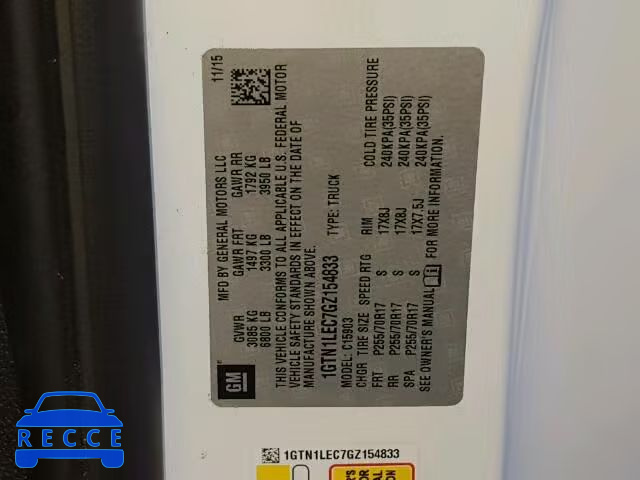 MFD BY GENERAL MOTORS LLC
11/15
GVWR GAWR FRT GAWR RR
3085 KG 1497 KG 1792 KG
6800 LB 3300 LB 3950 LB
THIS VEHICLE CONFORMS TO ALL APPLICABLE U.S. FEDERAL MOTOR
VEHICLE SAFETY STANDARDS IN EFFECT ON THE DATE OF
MANUFACTURE SHOWN ABOVE.
1GTN1LEC7GZ154833
TYPE: TRUCK
MODEL: C15903
CHGR TIRE SIZE SPEED RTG RIM COLD TIRE PRESSURE
FRT P255/70R17 S 17X8J 240KPA(35PSI)
RR P255/70R17 S 17X8J 240KPA(35PSI)
SPA P255/70R17 S 17X7.5J 240KPA(35PSI)
SEE OWNER'S MANUAL FOR MORE INFORMATION.
GM
1GTN1LEC7GZ154833
RECCE